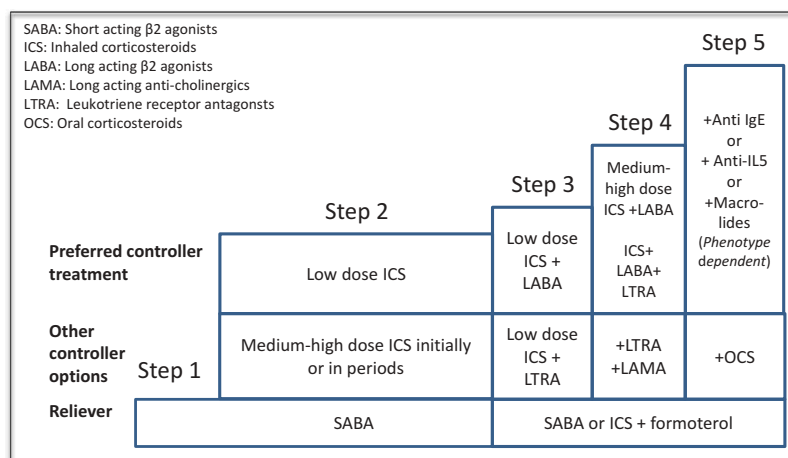 SABA: Short acting β2 agonists
ICS: Inhaled corticosteroids
LABA: Long acting β2 agonists
LAMA: Long acting anti-cholinergics
LTRA: Leukotriene receptor antagonsts
OCS: Oral corticosteroids
Step 5
+Anti IgE
or
+ Anti-IL5
or
+Macro-
lides
(Phenotype
dependent)
Step 4
Medium-
high dose
ICS +LABA
ICS+
LABA+
LTRA
Step 3
Low dose
ICS +
LABA
Step 2
Low dose ICS
Preferred controller
treatment
Other
controller
options
Step 1
Medium-high dose ICS initially
or in periods
Low dose
ICS +
LTRA
+LTRA
+LAMA
+OCS
Reliever
SABA
SABA or ICS + formoterol